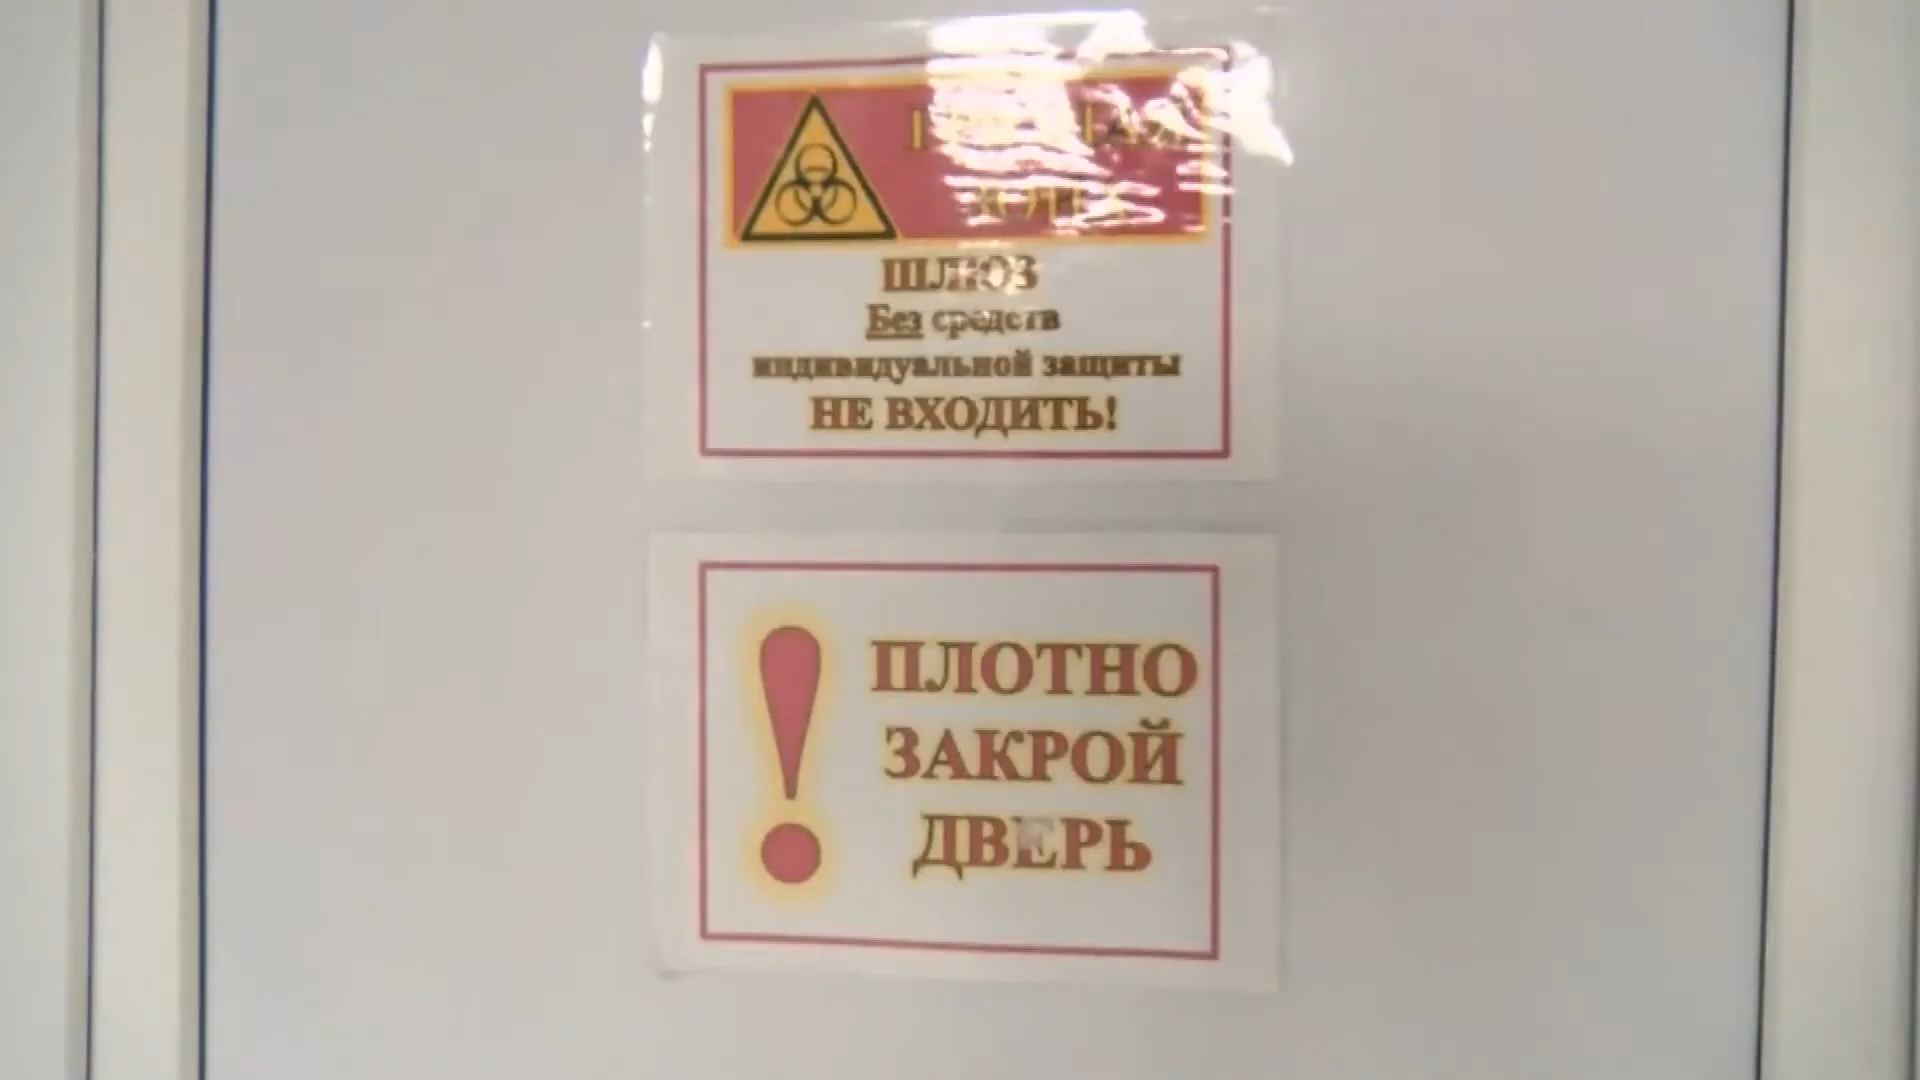 ШЛЮЗ
Без средств
индивидуальной защиты
НЕ ВХОДИТЬ!
ПЛОТНО
ЗАКРОЙ
ДВЕРЬ